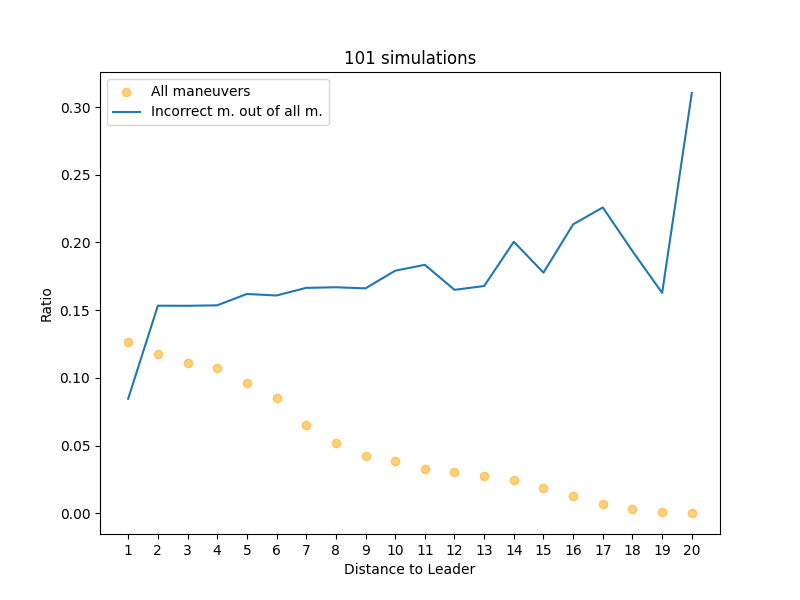 101 simulations
All maneuvers
Incorrect m. out of all m.
0.30
0.25
0.20
0.15
0.10
0.05
0.00
Ratio
1 2 3 4 5 6 7 8 9 10 11 12 13 14 15 16 17 18 19 20
Distance to Leader